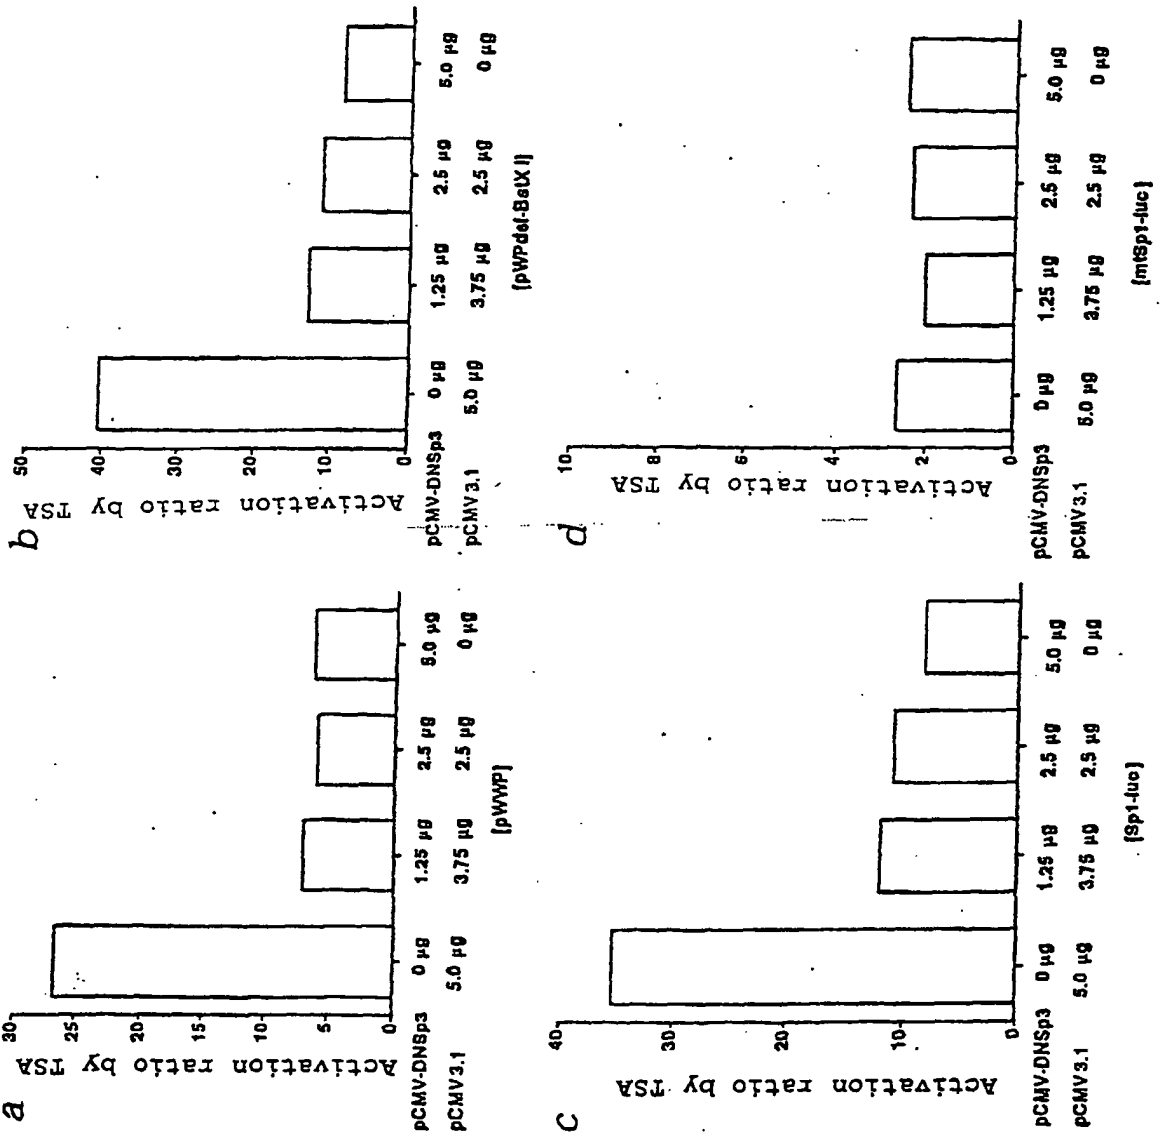 a
Activation ratio by TSA
30
25
20
15
10
5
0
pCMV-DNSp3 0 µg 1.25 µg 2.5 µg 5.0 µg
pCMV3.1 5.0 µg 3.75 µg 2.5 µg 0 µg
[pWWP]
b
Activation ratio by TSA
50
40
30
20
10
0
pCMV-DNSp3 0 µg 1.25 µg 2.5 µg 5.0 µg
pCMV3.1 5.0 µg 3.75 µg 2.5 µg 0 µg
[pWPdel-BstX I]
c
Activation ratio by TSA
40
30
20
10
0
pCMV-DNSp3 0 µg 1.25 µg 2.5 µg 5.0 µg
pCMV3.1 5.0 µg 3.75 µg 2.5 µg 0 µg
[Sp1-luc]
d
Activation ratio by TSA
10
8
6
4
2
0
pCMV-DNSp3 0 µg 1.25 µg 2.5 µg 5.0 µg
pCMV3.1 5.0 µg 3.75 µg 2.5 µg 0 µg
[mtSp1-luc]